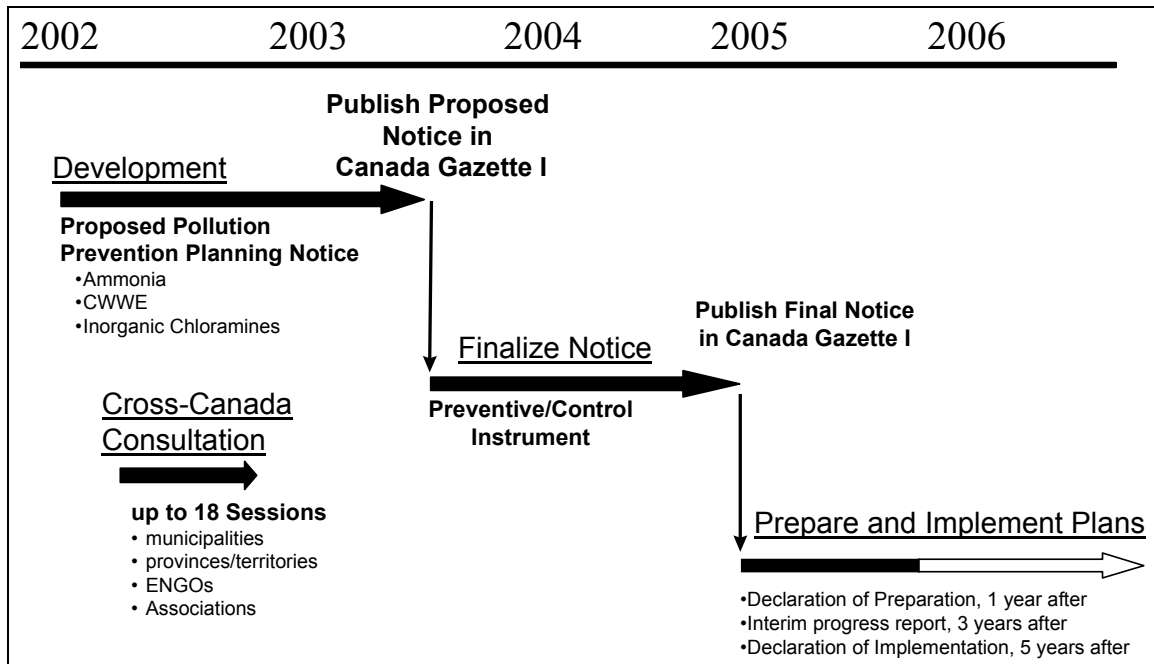 2002 2003 2004 2005 2006
Publish Proposed
Notice in
Canada Gazette I
Development
Proposed Pollution
Prevention Planning Notice
•Ammonia
•CWWE
•Inorganic Chloramines
Publish Final Notice
in Canada Gazette I
Finalize Notice
Preventive/Control
Instrument
Cross-Canada
Consultation
up to 18 Sessions
• municipalities
• provinces/territories
• ENGOs
• Associations
Prepare and Implement Plans
•Declaration of Preparation, 1 year after
•Interim progress report, 3 years after
•Declaration of Implementation, 5 years after